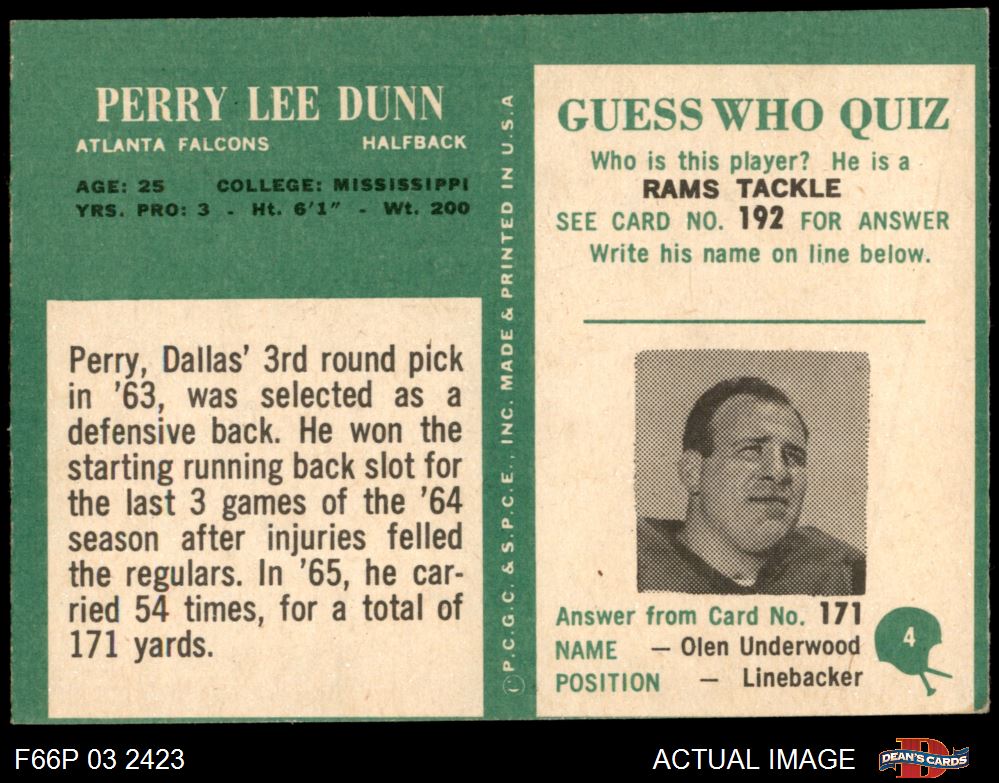 PERRY LEE DUNN
ATLANTA FALCONS HALFBACK
AGE: 25 COLLEGE: MISSISSIPPI
YRS. PRO: 3 - Ht. 6'1" - Wt. 200
Perry, Dallas' 3rd round pick
in '63, was selected as a
defensive back. He won the
starting running back slot for
the last 3 games of the '64
season after injuries felled
the regulars. In '65, he car-
ried 54 times, for a total of
171 yards.
©P.C.G.C. & S.P.C.E., INC. MADE & PRINTED IN U.S.A
GUESS WHO QUIZ
Who is this player? He is a
RAMS TACKLE
SEE CARD NO. 192 FOR ANSWER
Write his name on line below.
Answer from Card No. 171
NAME — Olen Underwood
POSITION — Linebacker
4
F66P 03 2423
ACTUAL IMAGE
DEAN'S CARDS